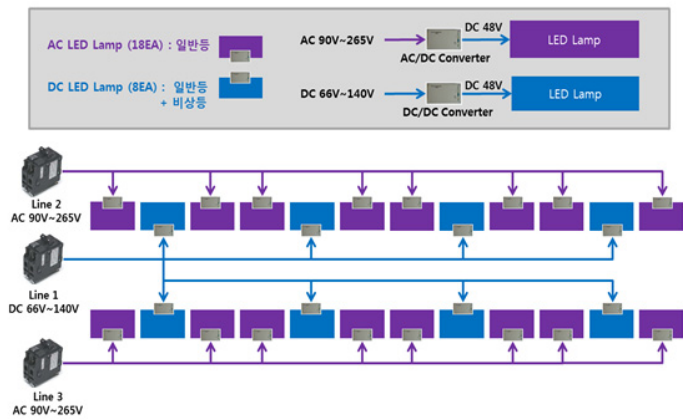 AC LED Lamp (18EA) : 일반등
DC LED Lamp (8EA) : 일반등
+ 비상등
AC 90V~265V
AC/DC Converter
DC 48V
LED Lamp
DC 66V~140V
DC/DC Converter
DC 48V
LED Lamp
Line 2
AC 90V~265V
Line 1
DC 66V~140V
Line 3
AC 90V~265V